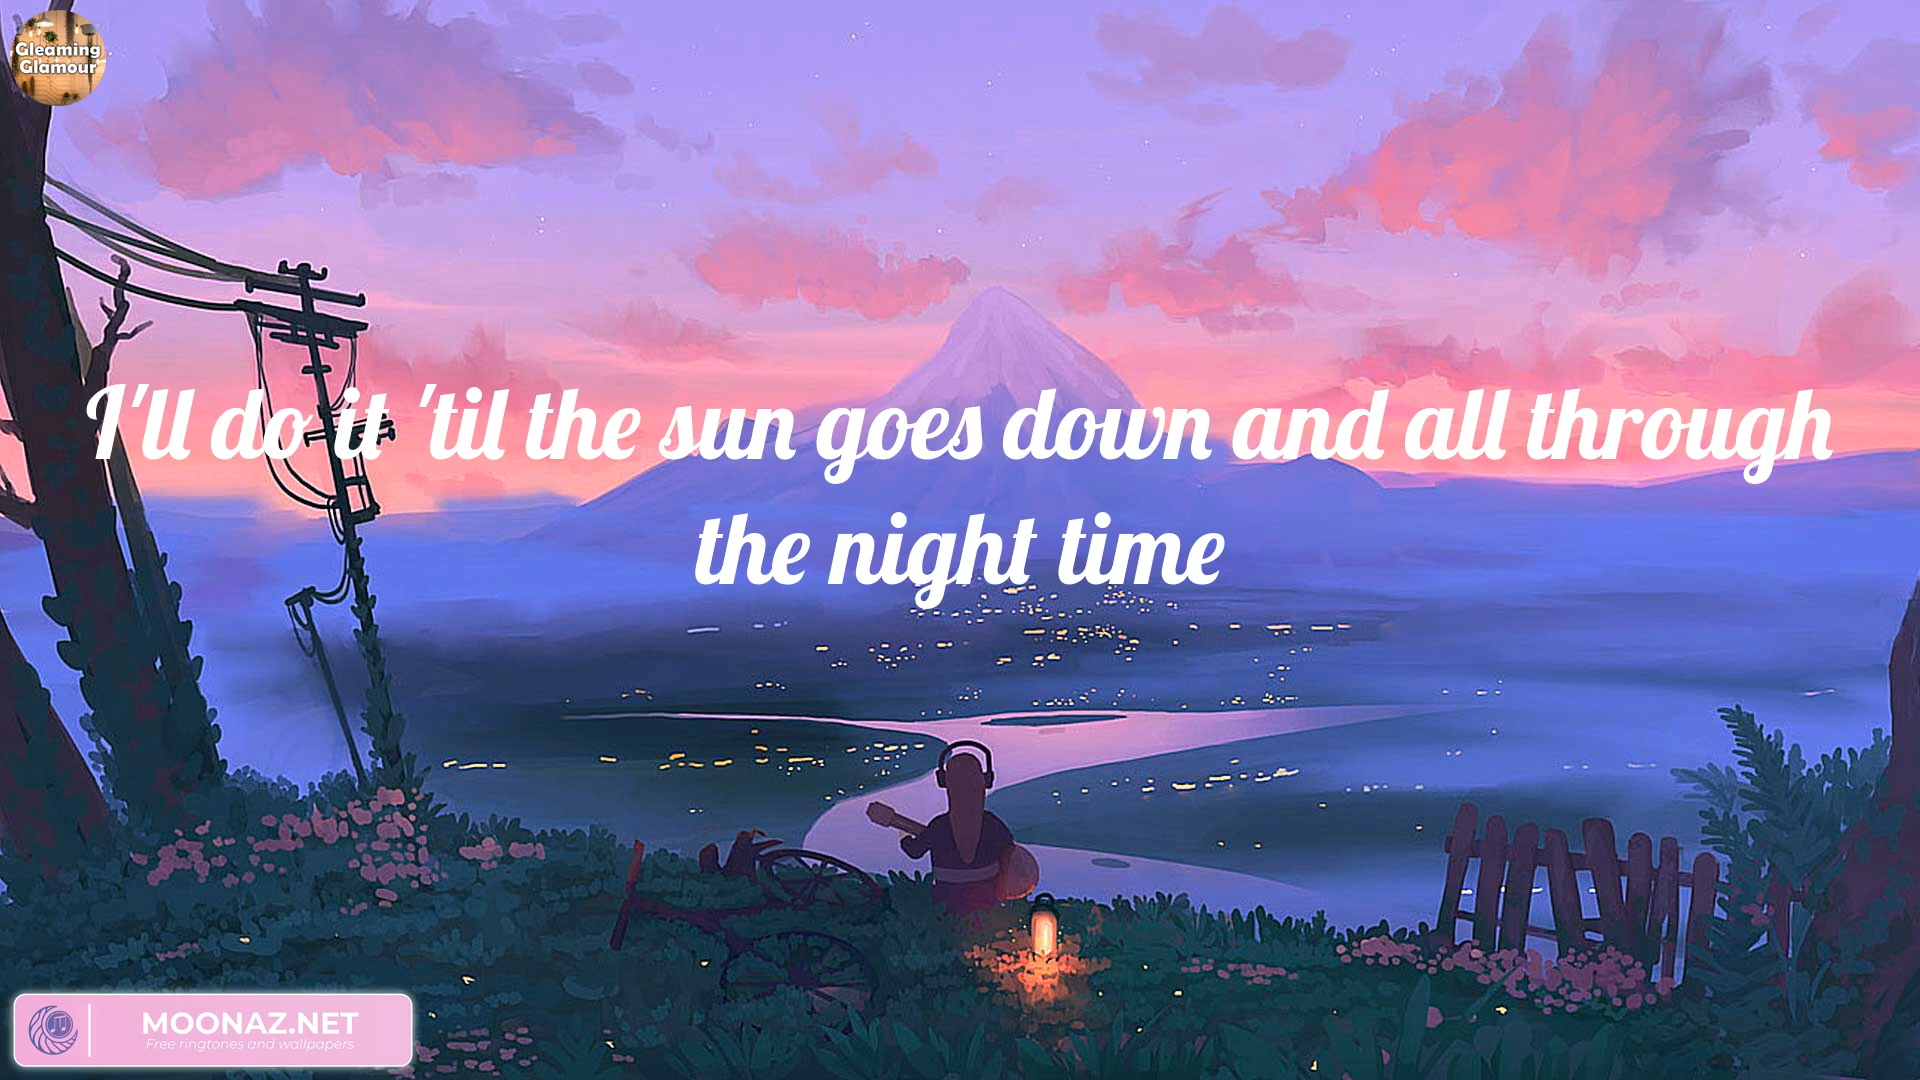 Gleaming
Glamour
I'll do it 'til the sun goes down and all through
the night time
MOONAZ.NET
Free ringtones and wallpapers